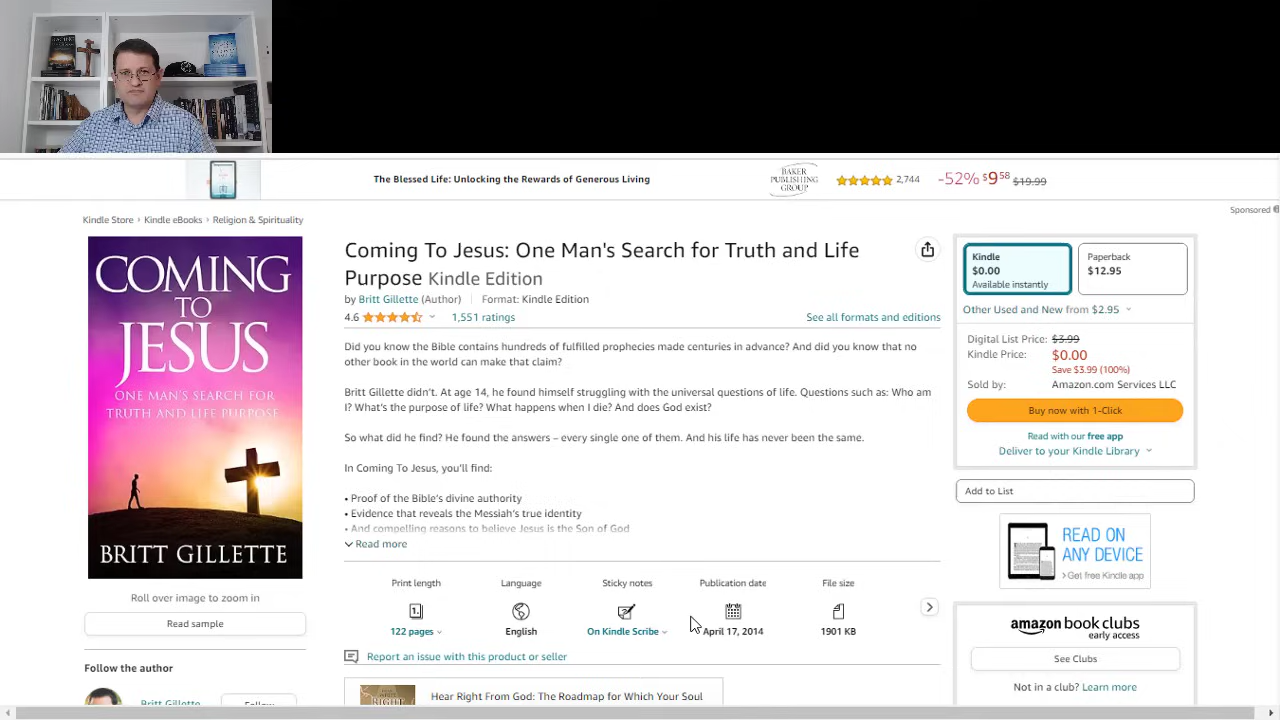 The Blessed Life: Unlocking the Rewards of Generous Living
BAKER
PUBLISHING
GROUP
2,744
-52% $9.58 $19.99
Sponsored
Kindle Store › Kindle eBooks › Religion & Spirituality
COMING
TO
JESUS
ONE MAN'S SEARCH FOR
TRUTH AND LIFE PURPOSE
BRITT GILLETTE
Roll over image to zoom in
Read sample
Follow the author
Britt Gillette
Follow
Coming To Jesus: One Man's Search for Truth and Life
Purpose Kindle Edition
by Britt Gillette (Author) | Format: Kindle Edition
4.6 1,551 ratings
See all formats and editions
Did you know the Bible contains hundreds of fulfilled prophecies made centuries in advance? And did you know that no
other book in the world can make that claim?
Britt Gillette didn't. At age 14, he found himself struggling with the universal questions of life. Questions such as: Who am
I? What's the purpose of life? What happens when I die? And does God exist?
So what did he find? He found the answers – every single one of them. And his life has never been the same.
In Coming To Jesus, you'll find:
• Proof of the Bible's divine authority
• Evidence that reveals the Messiah's true identity
• And compelling reasons to believe Jesus is the Son of God
Read more
Print length
122 pages
Language
English
Sticky notes
On Kindle Scribe
Publication date
April 17, 2014
File size
1901 KB
Report an issue with this product or seller
Hear Right From God: The Roadmap for Which Your Soul
Kindle
$0.00
Available instantly
Paperback
$12.95
Other Used and New from $2.95
Digital List Price: $3.99
Kindle Price: $0.00
Save $3.99 (100%)
Sold by: Amazon.com Services LLC
Buy now with 1-Click
Read with our free app
Deliver to your Kindle Library
Add to List
READ ON
ANY DEVICE
› Get free Kindle app
amazon book clubs
early access
See Clubs
Not in a club? Learn more